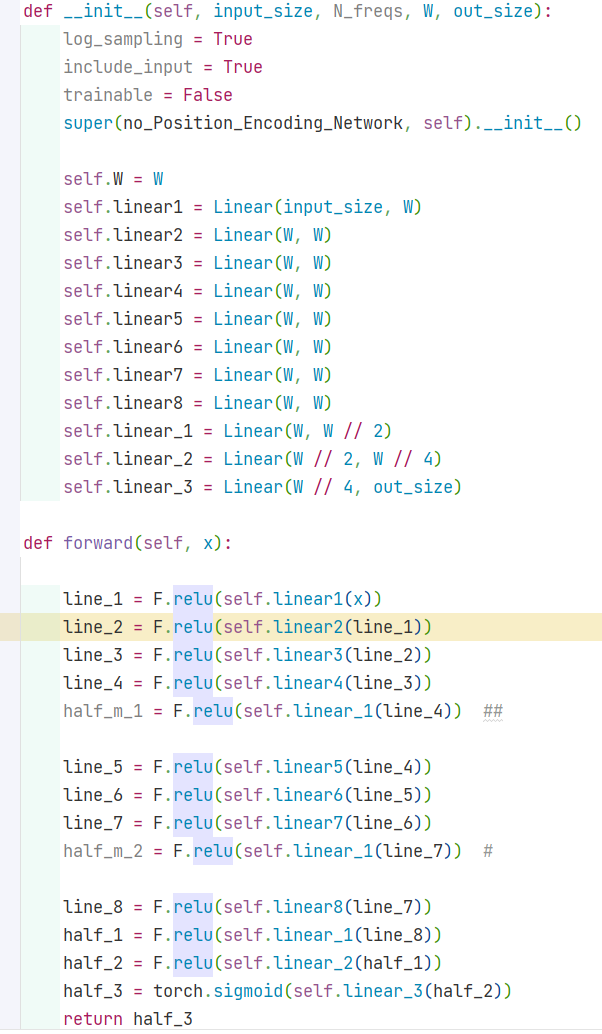 def __init__(self, input_size, N_freqs, W, out_size):
    log_sampling = True
    include_input = True
    trainable = False
    super(no_Position_Encoding_Network, self).__init__()
    self.W = W
    self.linear1 = Linear(input_size, W)
    self.linear2 = Linear(W, W)
    self.linear3 = Linear(W, W)
    self.linear4 = Linear(W, W)
    self.linear5 = Linear(W, W)
    self.linear6 = Linear(W, W)
    self.linear7 = Linear(W, W)
    self.linear8 = Linear(W, W)
    self.linear_1 = Linear(W, W // 2)
    self.linear_2 = Linear(W // 2, W // 4)
    self.linear_3 = Linear(W // 4, out_size)
def forward(self, x):
    line_1 = F.relu(self.linear1(x))
    line_2 = F.relu(self.linear2(line_1))
    line_3 = F.relu(self.linear3(line_2))
    line_4 = F.relu(self.linear4(line_3))
    half_m_1 = F.relu(self.linear_1(line_4))  ##
    line_5 = F.relu(self.linear5(line_4))
    line_6 = F.relu(self.linear6(line_5))
    line_7 = F.relu(self.linear7(line_6))
    half_m_2 = F.relu(self.linear_1(line_7))  #
    line_8 = F.relu(self.linear8(line_7))
    half_1 = F.relu(self.linear_1(line_8))
    half_2 = F.relu(self.linear_2(half_1))
    half_3 = torch.sigmoid(self.linear_3(half_2))
    return half_3